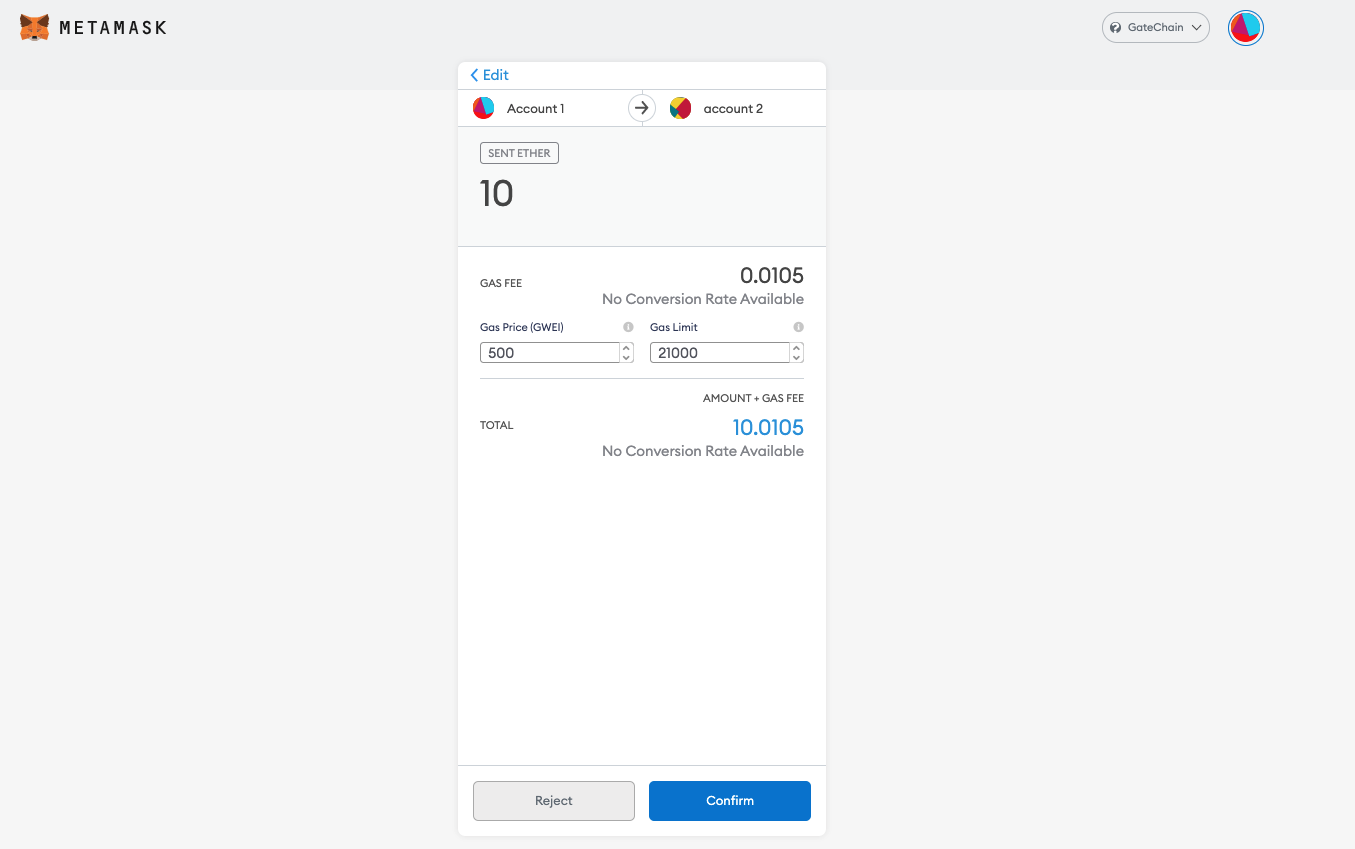 METAMASK
GateChain
Edit
Account 1
account 2
SENT ETHER
10
GAS FEE
0.0105
No Conversion Rate Available
Gas Price (GWEI)
Gas Limit
500
21000
AMOUNT + GAS FEE
TOTAL
10.0105
No Conversion Rate Available
Reject
Confirm